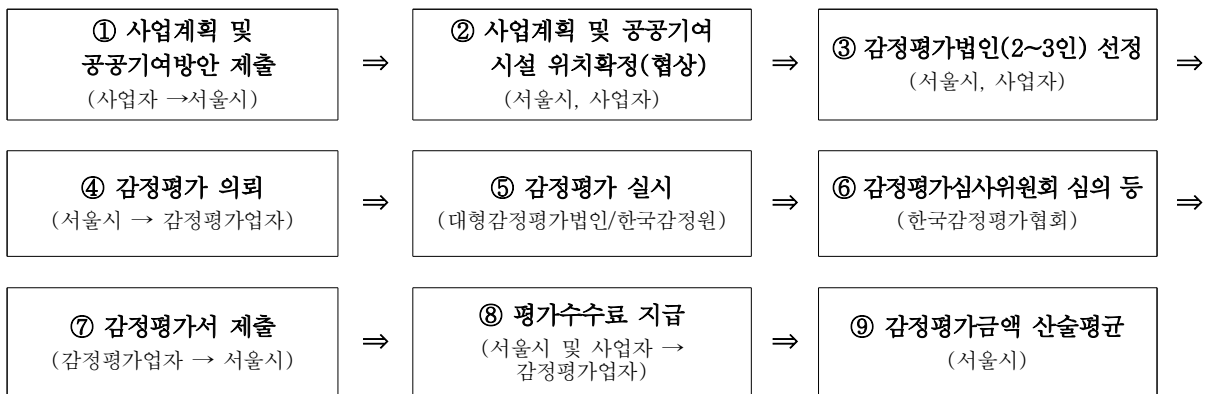 ① 사업계획 및
공공기여방안 제출
(사업자 →서울시)
⇒
② 사업계획 및 공공기여
시설 위치확정(협상)
(서울시, 사업자)
⇒
③ 감정평가법인(2~3인) 선정
(서울시, 사업자)
⇒
④ 감정평가 의뢰
(서울시 → 감정평가업자)
⇒
⑤ 감정평가 실시
(대형감정평가법인/한국감정원)
⇒
⑥ 감정평가심사위원회 심의 등
(한국감정평가협회)
⇒
⑦ 감정평가서 제출
(감정평가업자 → 서울시)
⇒
⑧ 평가수수료 지급
(서울시 및 사업자 →
감정평가업자)
⇒
⑨ 감정평가금액 산술평균
(서울시)